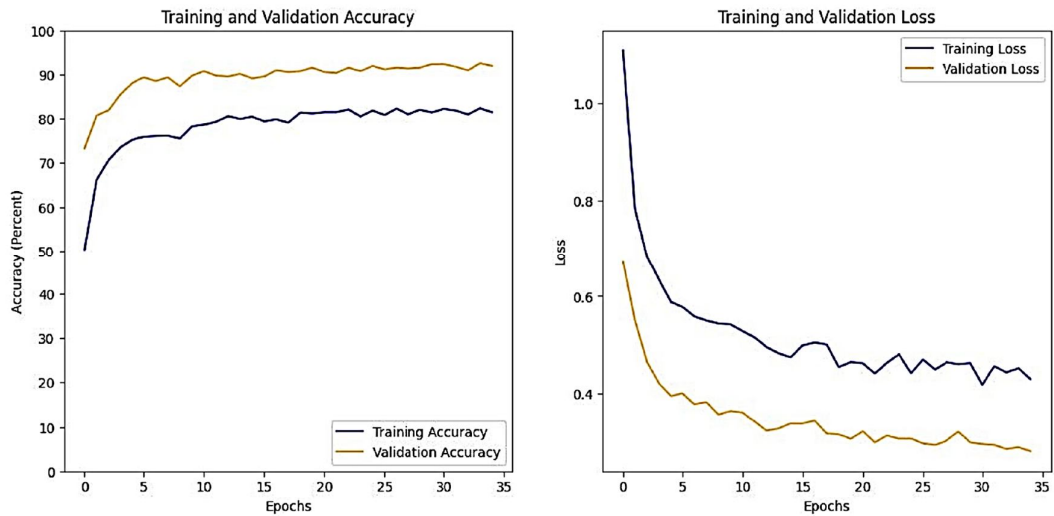 Training and Validation Accuracy
100
90
80
70
60
50
40
30
20
10
0
Accuracy (Percent)
0 5 10 15 20 25 30 35
Epochs
Training Accuracy
Validation Accuracy
Training and Validation Loss
1.0
0.8
0.6
0.4
Loss
0 5 10 15 20 25 30 35
Epochs
Training Loss
Validation Loss